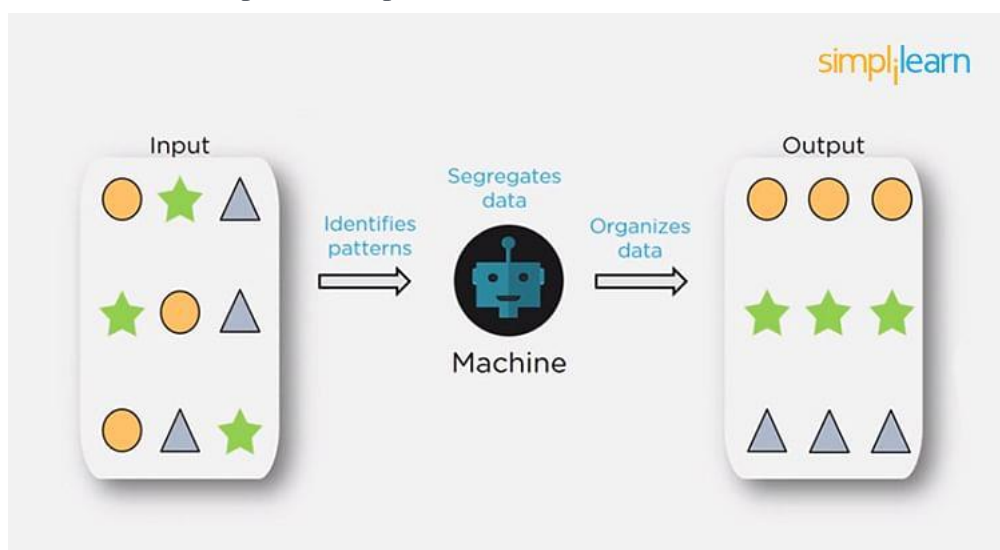 simplilearn
Input
Output
Segregates
data
Identifies
patterns
Organizes
data
Machine